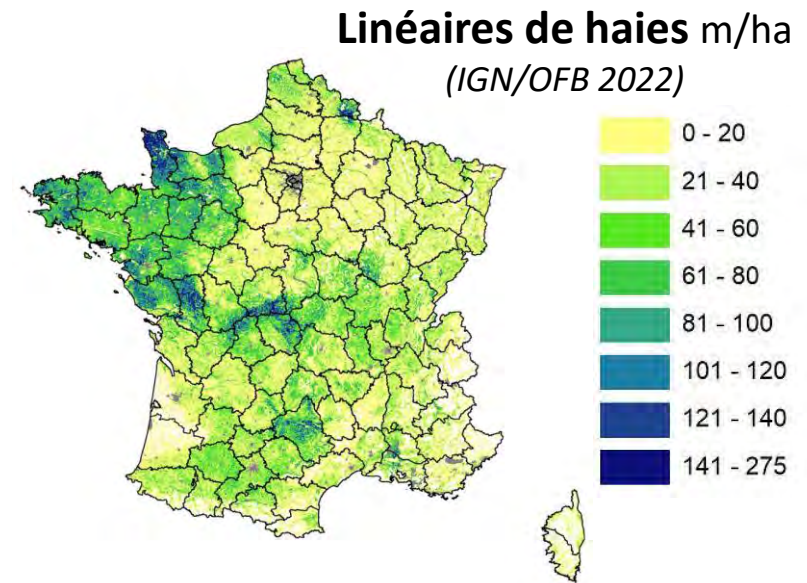 Linéaires de haies m/ha
(IGN/OFB 2022)
0 - 20
21 - 40
41 - 60
61 - 80
81 - 100
101 - 120
121 - 140
141 - 275